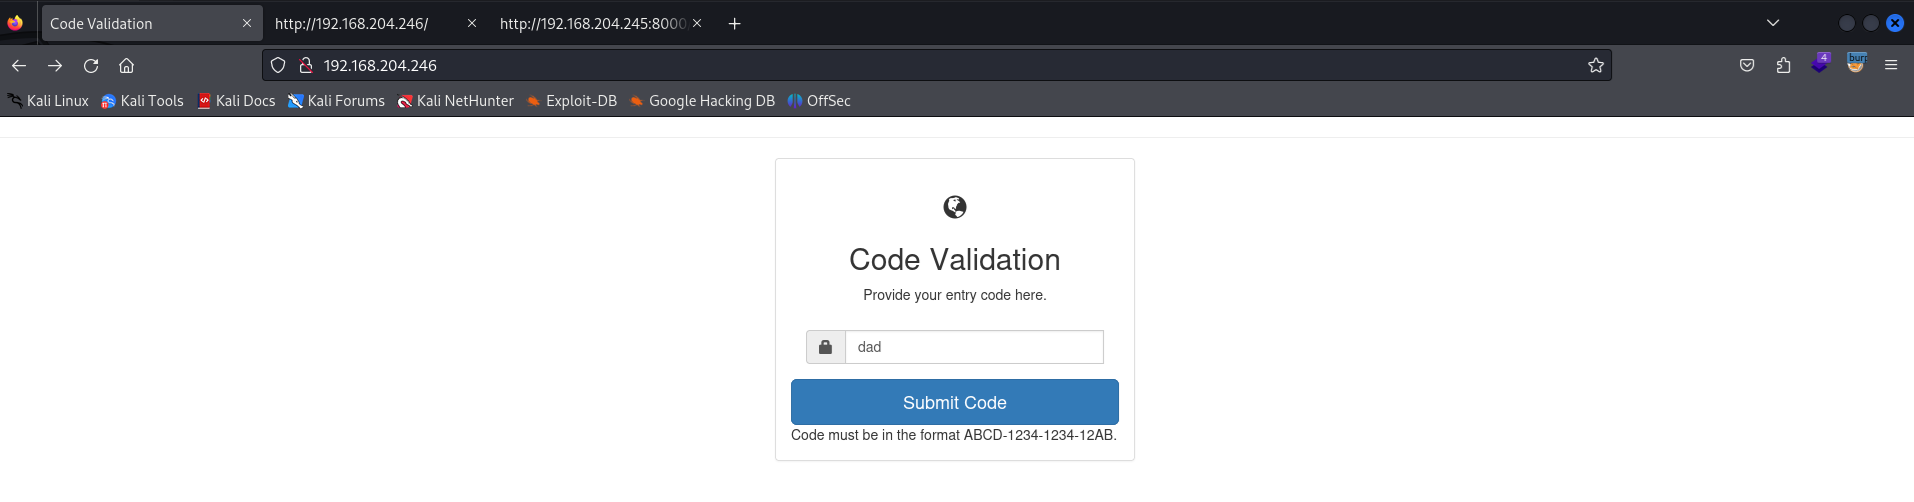 Code Validation
http://192.168.204.246/
http://192.168.204.245:8000
192.168.204.246
4
burp
Kali Linux
Kali Tools
Kali Docs
Kali Forums
Kali NetHunter
Exploit-DB
Google Hacking DB
OffSec
Code Validation
Provide your entry code here.
dad
Submit Code
Code must be in the format ABCD-1234-1234-12AB.